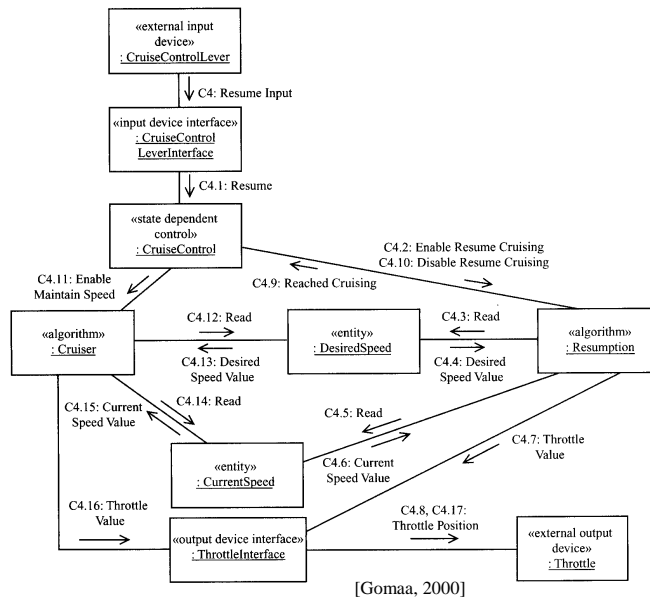 «external input
device»
: CruiseControlLever
C4: Resume Input
«input device interface»
: CruiseControl
LeverInterface
C4.1: Resume
«state dependent
control»
: CruiseControl
C4.2: Enable Resume Cruising
C4.10: Disable Resume Cruising
C4.9: Reached Cruising
C4.11: Enable
Maintain Speed
«algorithm»
: Cruiser
C4.12: Read
C4.13: Desired
Speed Value
«entity»
: DesiredSpeed
C4.3: Read
C4.4: Desired
Speed Value
«algorithm»
: Resumption
C4.15: Current
Speed Value
C4.14: Read
C4.5: Read
C4.6: Current
Speed Value
C4.7: Throttle
Value
«entity»
: CurrentSpeed
C4.16: Throttle
Value
«output device interface»
: ThrottleInterface
C4.8, C4.17:
Throttle Position
«external output
device»
: Throttle
[Gomaa, 2000]